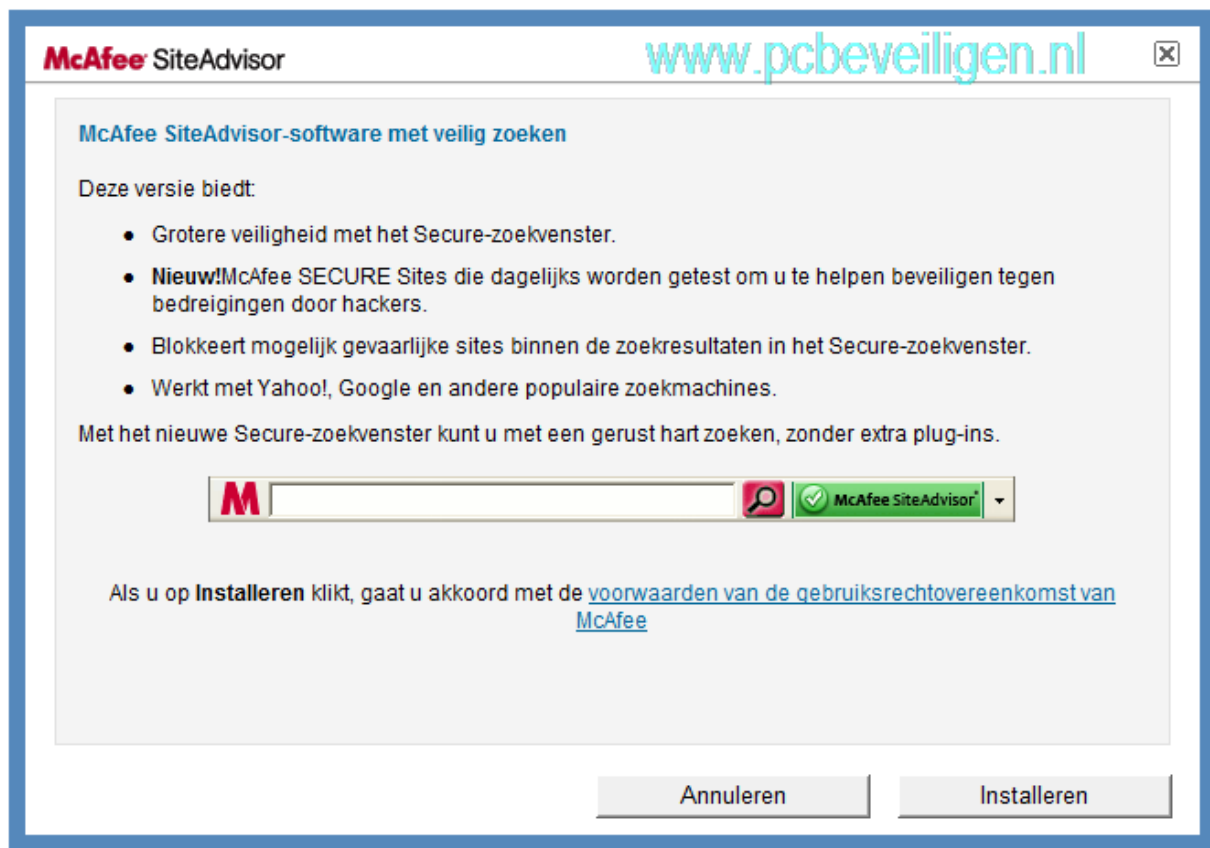 McAfee SiteAdvisor
www.pcbeveiligen.nl
McAfee SiteAdvisor-software met veilig zoeken
Deze versie biedt:
• Grotere veiligheid met het Secure-zoekvenster.
• Nieuw!McAfee SECURE Sites die dagelijks worden getest om u te helpen beveiligen tegen
bedreigingen door hackers.
• Blokkeert mogelijk gevaarlijke sites binnen de zoekresultaten in het Secure-zoekvenster.
• Werkt met Yahoo!, Google en andere populaire zoekmachines.
Met het nieuwe Secure-zoekvenster kunt u met een gerust hart zoeken, zonder extra plug-ins.
M
McAfee SiteAdvisor
Als u op Installeren klikt, gaat u akkoord met de voorwaarden van de gebruiksrechtovereenkomst van
McAfee
Annuleren
Installeren